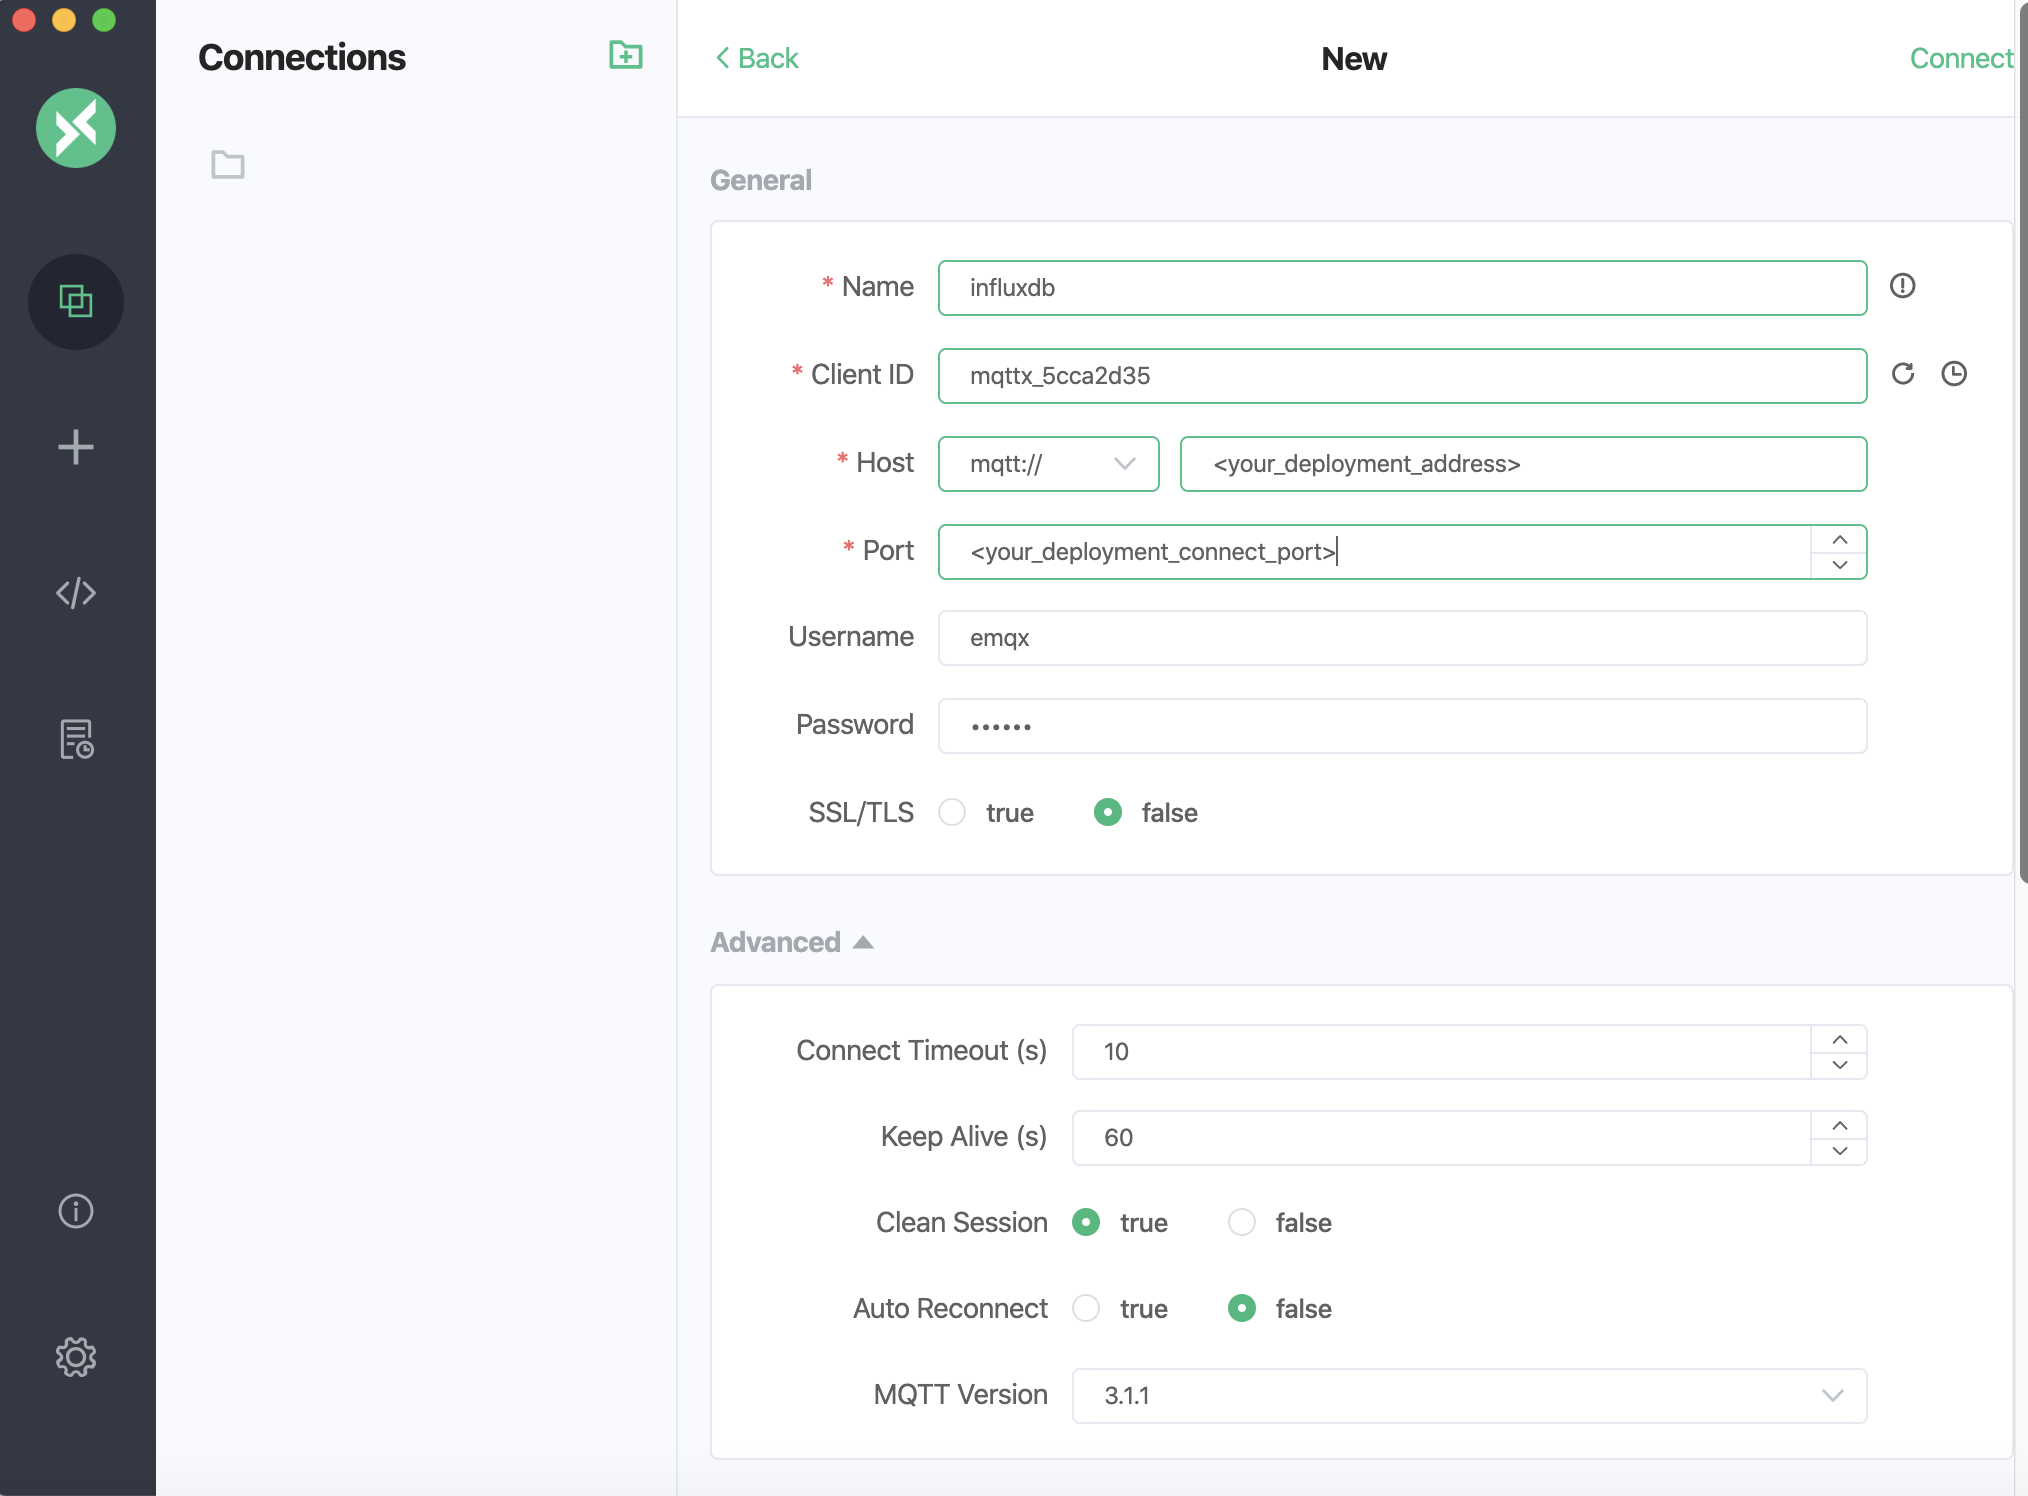 Connections
Back
New
Connect
General
* Name influxdb
* Client ID mqttx_5cca2d35
* Host mqtt:// <your_deployment_address>
* Port <your_deployment_connect_port>
Username emqx
Password ••••••
SSL/TLS true false
Advanced
Connect Timeout (s) 10
Keep Alive (s) 60
Clean Session true false
Auto Reconnect true false
MQTT Version 3.1.1